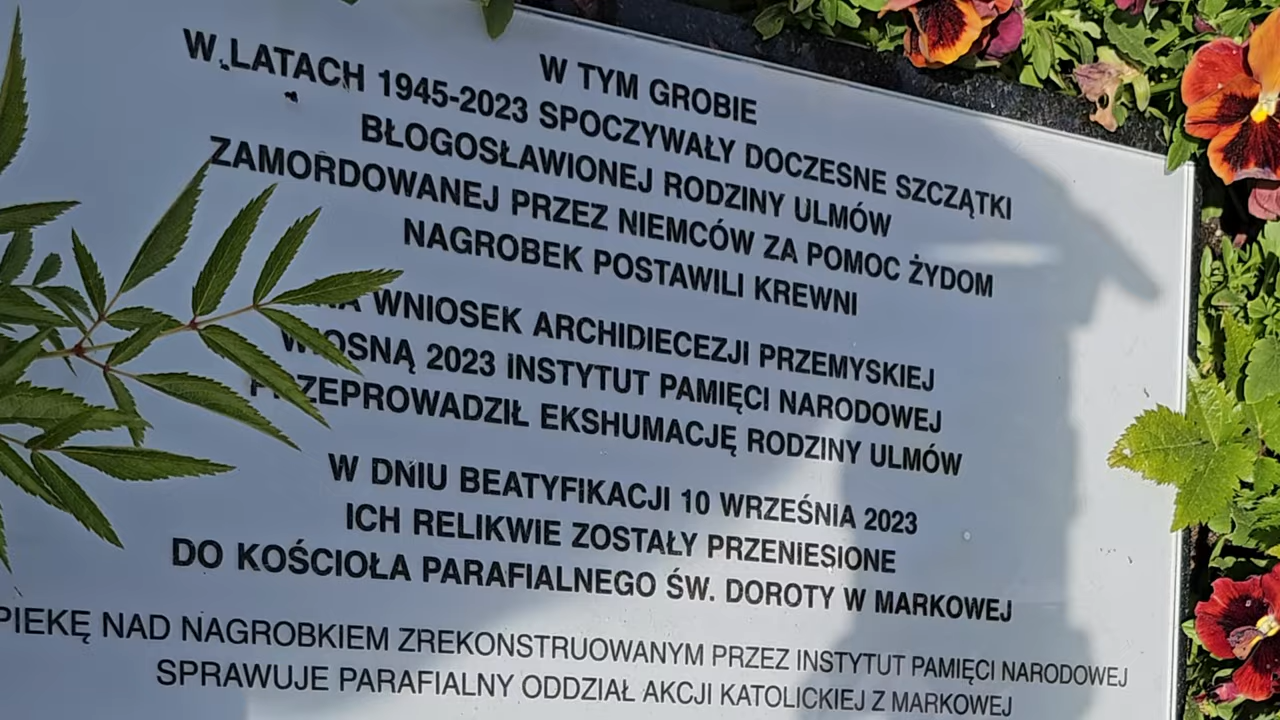 W TYM GROBIE
W LATACH 1945-2023 SPOCZYWAŁY DOCZESNE SZCZĄTKI
BŁOGOSŁAWIONEJ RODZINY ULMÓW
ZAMORDOWANEJ PRZEZ NIEMCÓW ZA POMOC ŻYDOM
NAGROBEK POSTAWILI KREWNI
NA WNIOSEK ARCHIDIECEZJI PRZEMYSKIEJ
WIOSNĄ 2023 INSTYTUT PAMIĘCI NARODOWEJ
PRZEPROWADZIŁ EKSHUMACJĘ RODZINY ULMÓW
W DNIU BEATYFIKACJI 10 WRZEŚNIA 2023
ICH RELIKWIE ZOSTAŁY PRZENIESIONE
DO KOŚCIOŁA PARAFIALNEGO ŚW. DOROTY W MARKOWEJ
PIEKĘ NAD NAGROBKIEM ZREKONSTRUOWANYM PRZEZ INSTYTUT PAMIĘCI NARODOWEJ
SPRAWUJE PARAFIALNY ODDZIAŁ AKCJI KATOLICKIEJ Z MARKOWEJ